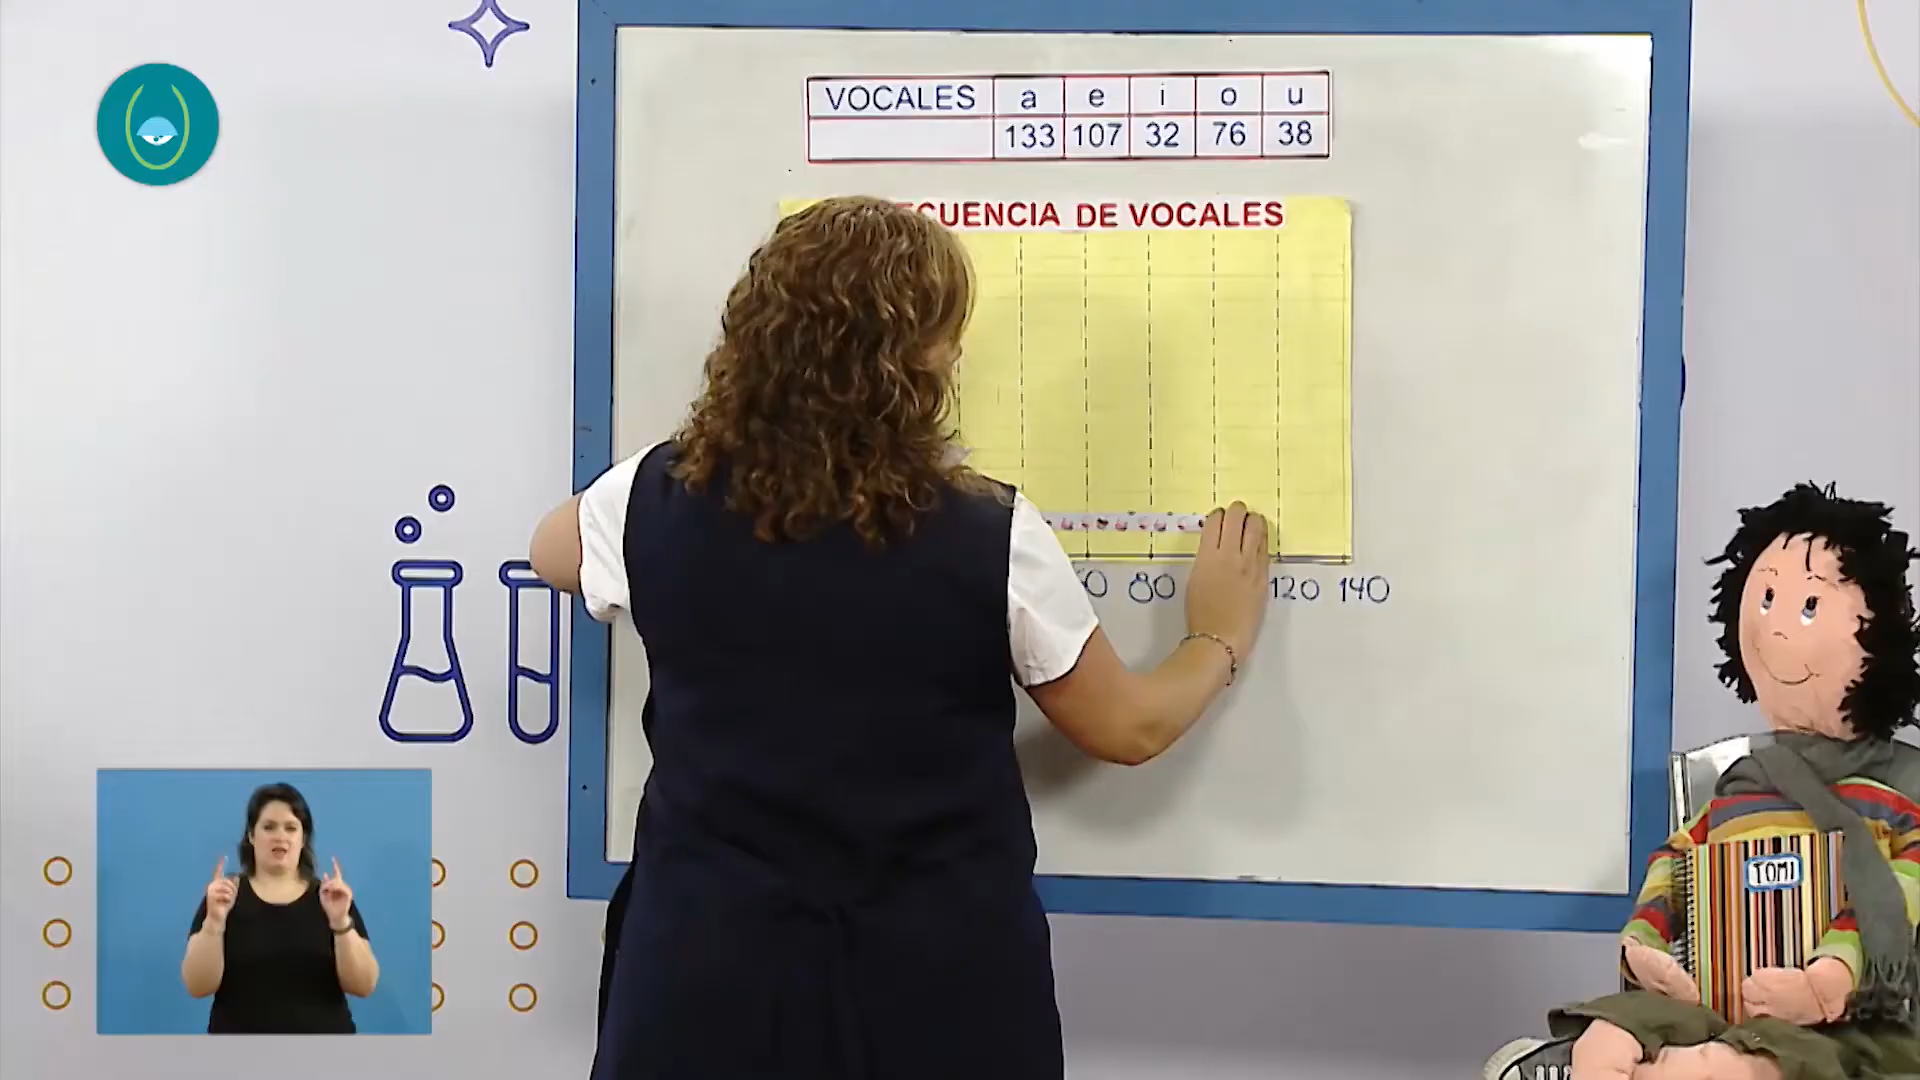 VOCALES a e i o u
133 107 32 76 38
CUENCIA DE VOCALES
80 120 140
TOMI